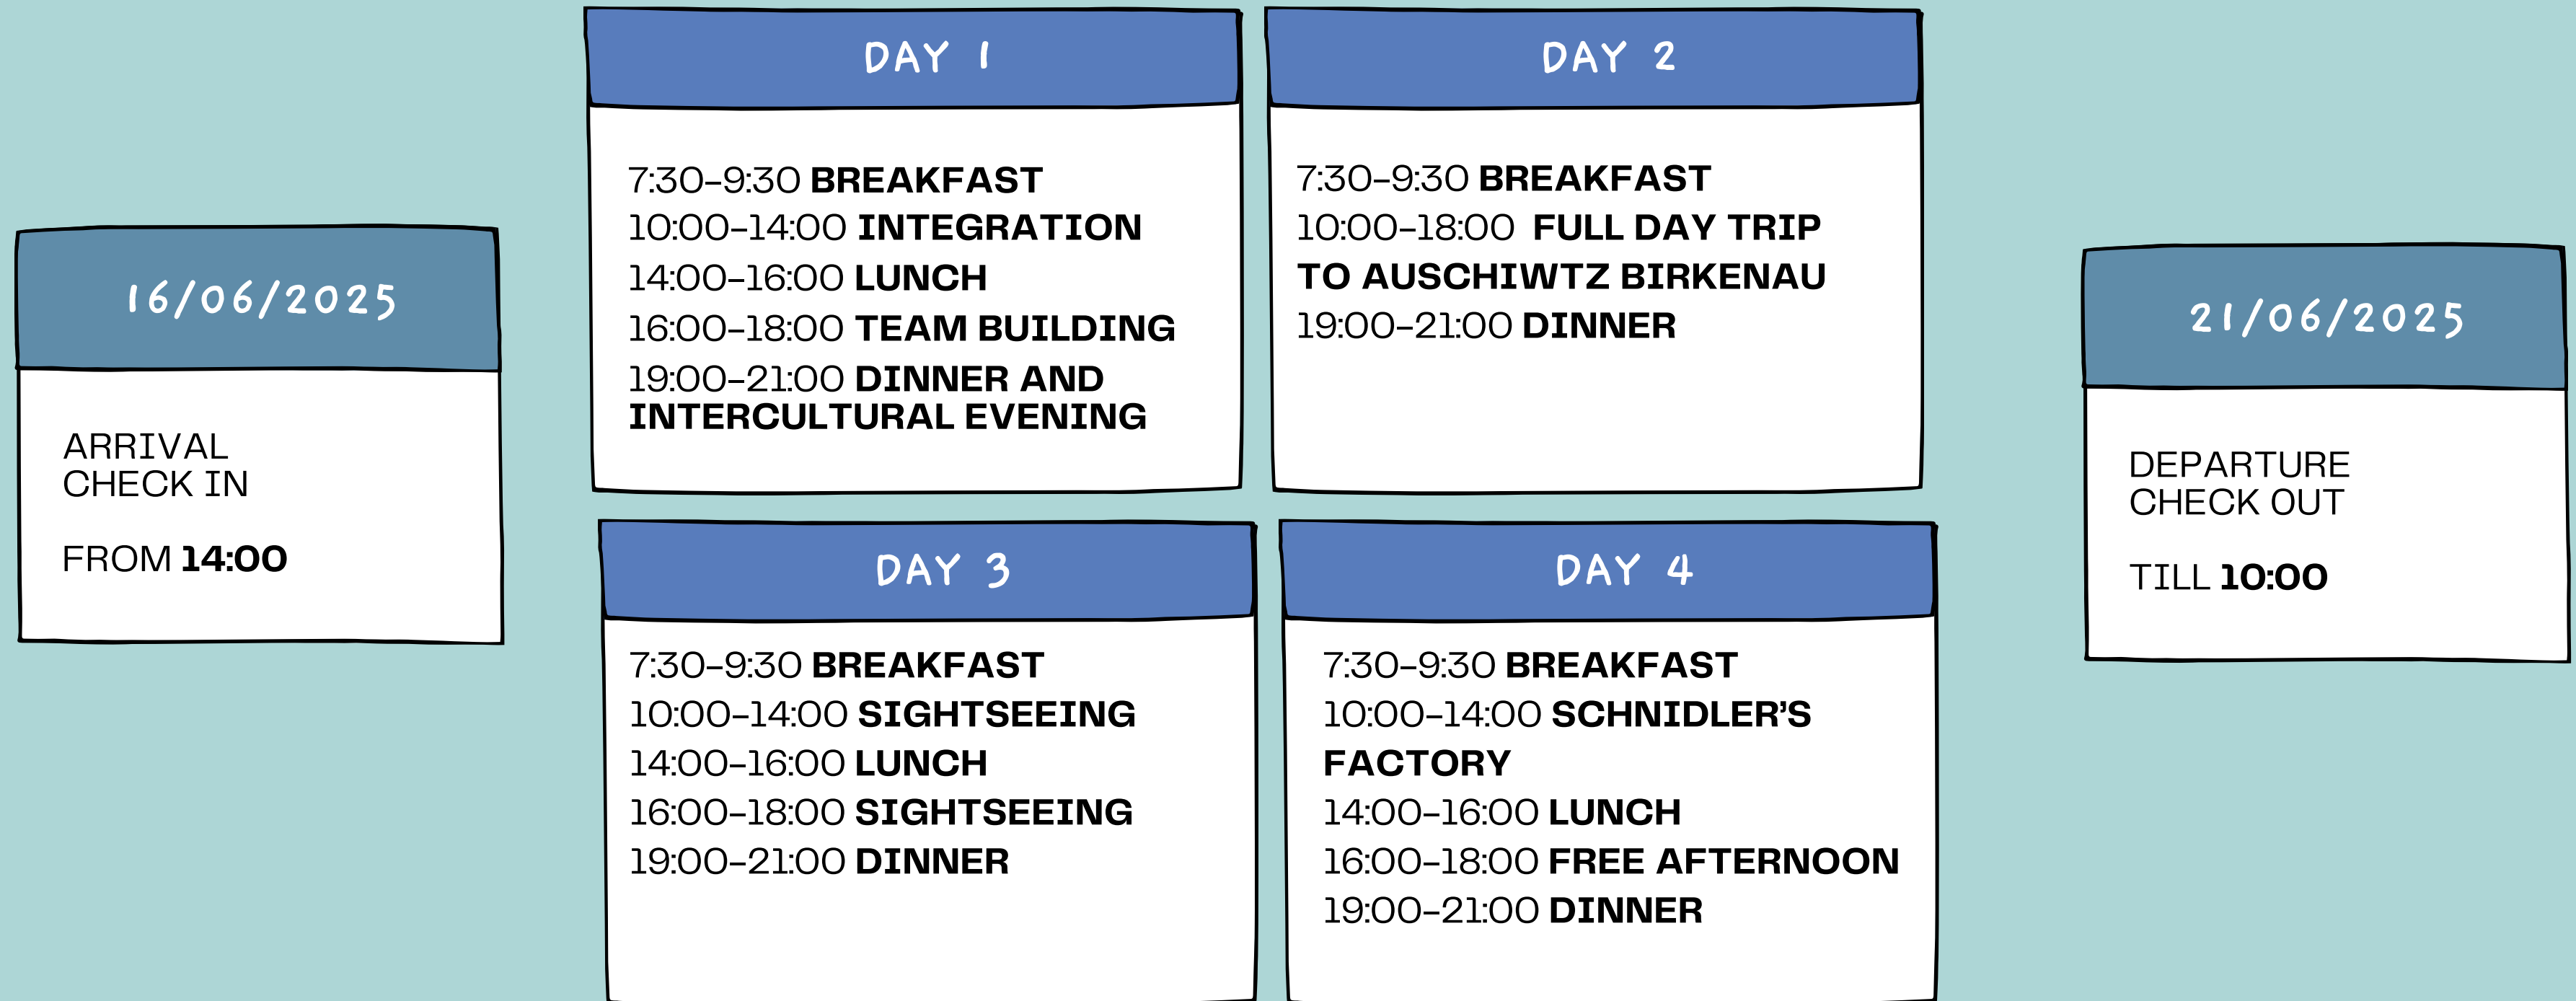 16/06/2025
ARRIVAL
CHECK IN
FROM 14:00
DAY 1
7:30-9:30 BREAKFAST
10:00-14:00 INTEGRATION
14:00-16:00 LUNCH
16:00-18:00 TEAM BUILDING
19:00-21:00 DINNER AND
INTERCULTURAL EVENING
DAY 2
7:30-9:30 BREAKFAST
10:00-18:00 FULL DAY TRIP
TO AUSCHIWTZ BIRKENAU
19:00-21:00 DINNER
DAY 3
7:30-9:30 BREAKFAST
10:00-14:00 SIGHTSEEING
14:00-16:00 LUNCH
16:00-18:00 SIGHTSEEING
19:00-21:00 DINNER
DAY 4
7:30-9:30 BREAKFAST
10:00-14:00 SCHNIDLER'S
FACTORY
14:00-16:00 LUNCH
16:00-18:00 FREE AFTERNOON
19:00-21:00 DINNER
21/06/2025
DEPARTURE
CHECK OUT
TILL 10:00